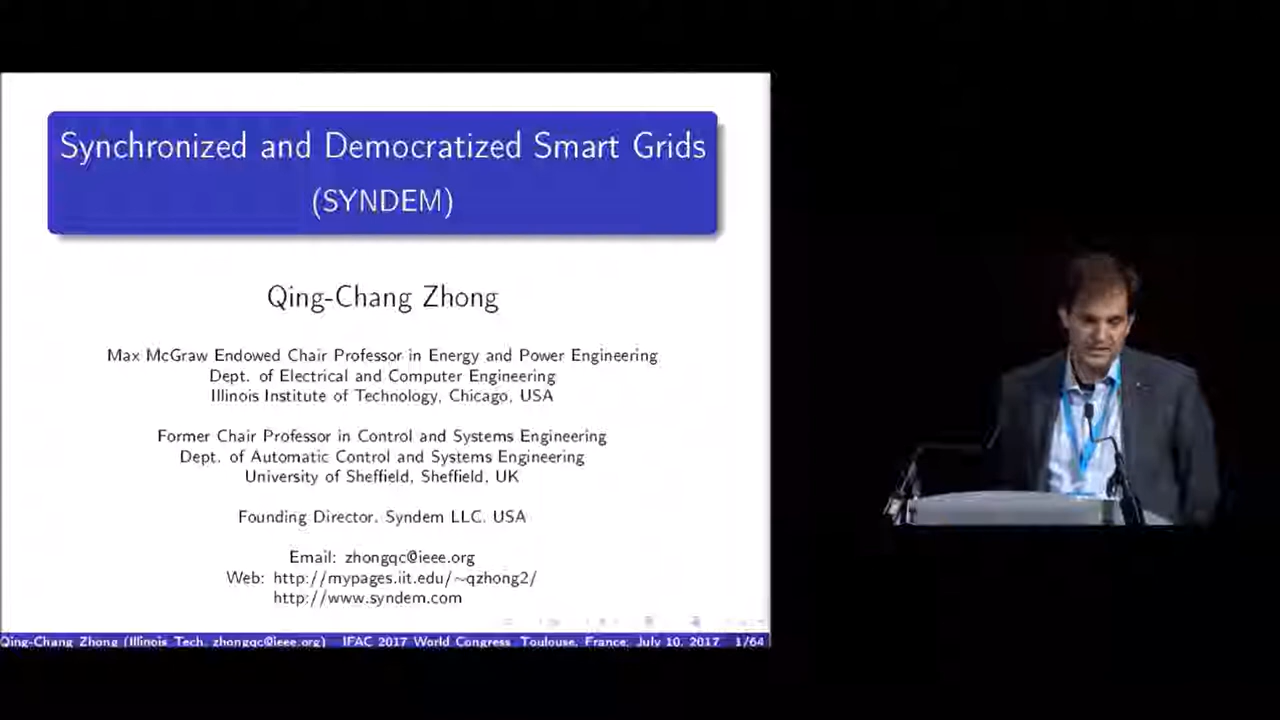 Synchronized and Democratized Smart Grids
(SYNDEM)
Qing-Chang Zhong
Max McGraw Endowed Chair Professor in Energy and Power Engineering
Dept. of Electrical and Computer Engineering
Illinois Institute of Technology, Chicago, USA
Former Chair Professor in Control and Systems Engineering
Dept. of Automatic Control and Systems Engineering
University of Sheffield, Sheffield, UK
Founding Director, Syndem LLC, USA
Email: zhongqc@ieee.org
Web: http://mypages.iit.edu/~qzhong2/
http://www.syndem.com
Qing-Chang Zhong (Illinois Tech, zhongqc@ieee.org) IFAC 2017 World Congress, Toulouse, France, July 10, 2017 1/64